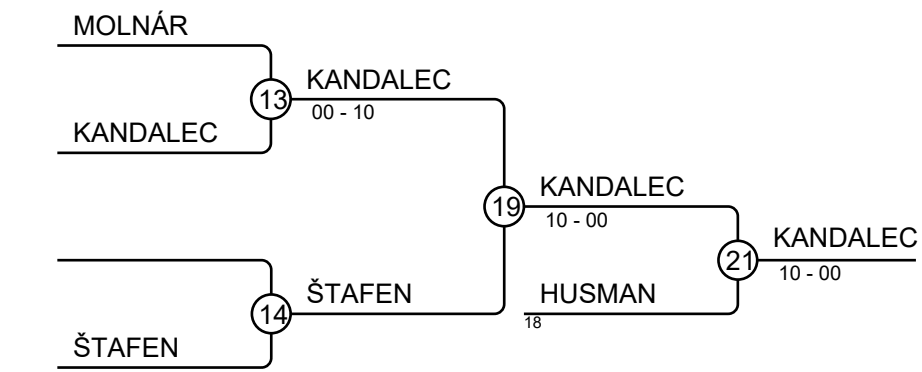 MOLNÁR
13
KANDALEC
00 - 10
KANDALEC
19
KANDALEC
10 - 00
21
KANDALEC
10 - 00
14
ŠTAFEN
HUSMAN
18
ŠTAFEN